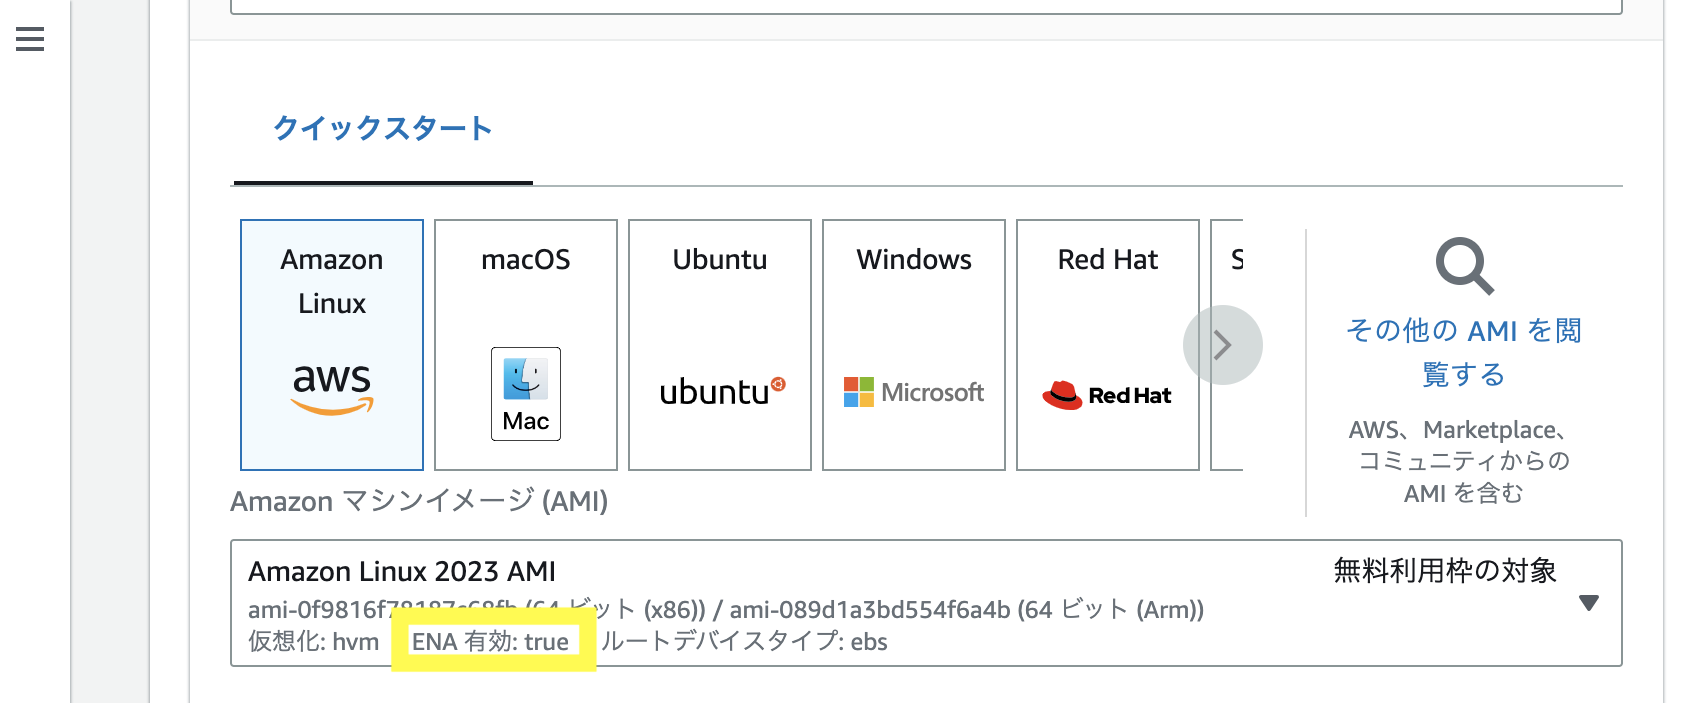 クイックスタート
Amazon
Linux
aws
macOS
Mac
Ubuntu
ubuntu
Windows
Microsoft
Red Hat
Red Hat
S
その他の AMI を閲
覧する
AWS、Marketplace、
コミュニティからの
AMI を含む
Amazon マシンイメージ (AMI)
Amazon Linux 2023 AMI
無料利用枠の対象
ビット (x86)) / ami-089d1a3bd554f6a4b (64 ビット (Arm))
仮想化: hvm ENA 有効: true ルートデバイスタイプ: ebs